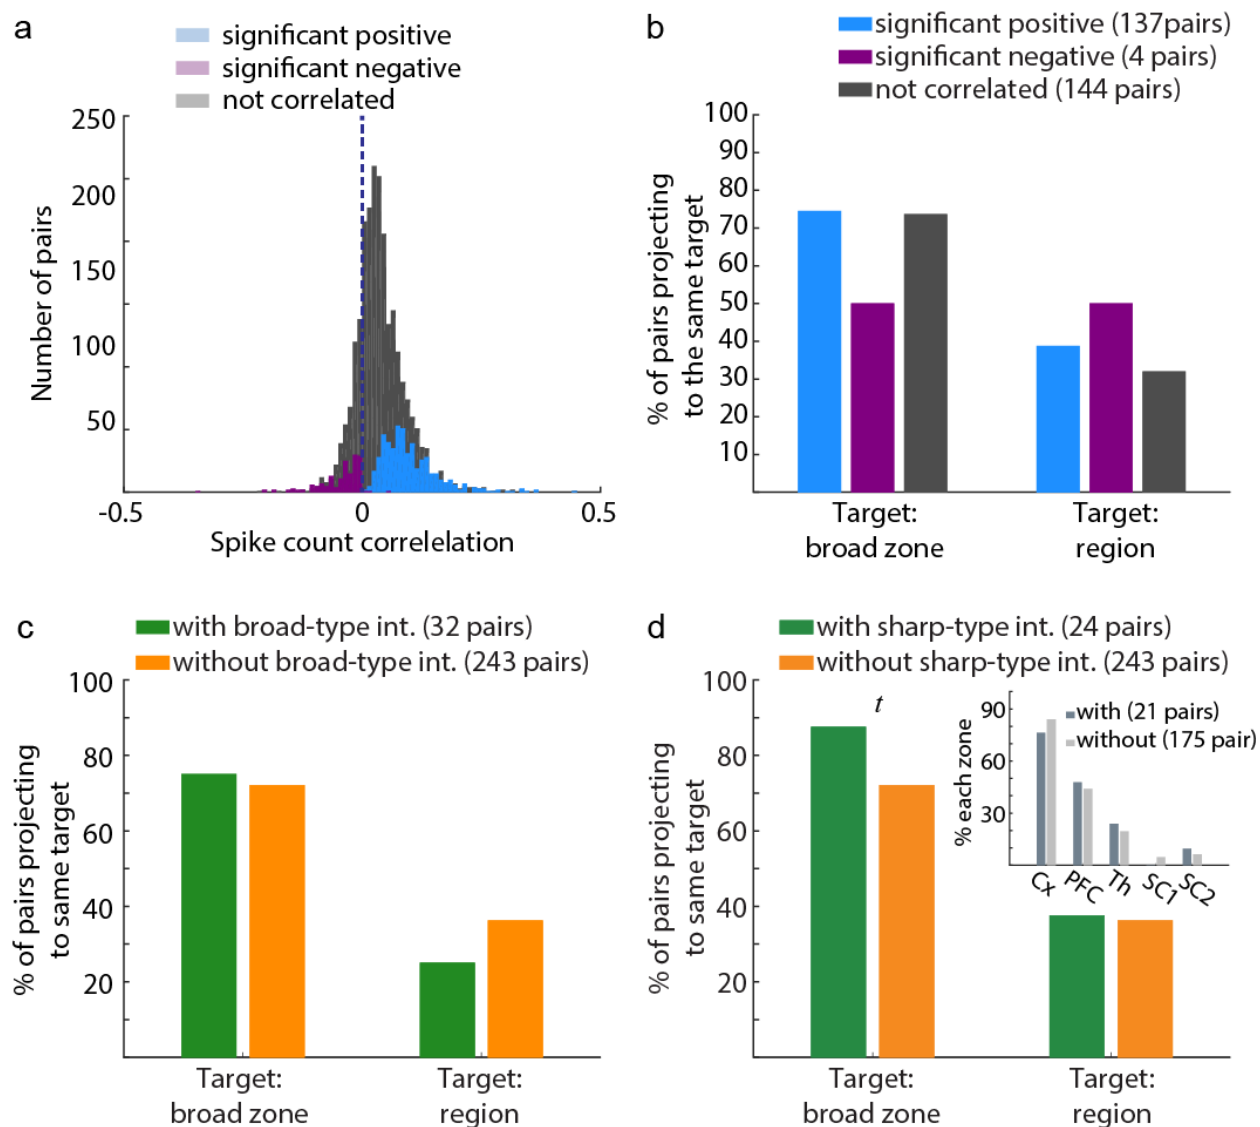 a
significant positive
significant negative
not correlated
250
200
150
100
50
Number of pairs
-0.5
0
0.5
Spike count correlelation
b
significant positive (137pairs)
significant negative (4 pairs)
not correlated (144 pairs)
100
90
80
70
60
50
40
30
20
10
% of pairs projecting
to the same target
Target:
broad zone
Target:
region
c
with broad-type int. (32 pairs)
without broad-type int. (243 pairs)
100
80
60
40
20
% of pairs projecting
to same target
Target:
broad zone
Target:
region
d
with sharp-type int. (24 pairs)
without sharp-type int. (243 pairs)
100
80
60
40
20
% of pairs projecting
to same target
t
with (21 pairs)
without (175 pair)
90
60
30
% each zone
Cx
PFC
Th
SC1
SC2
Target:
broad zone
Target:
region